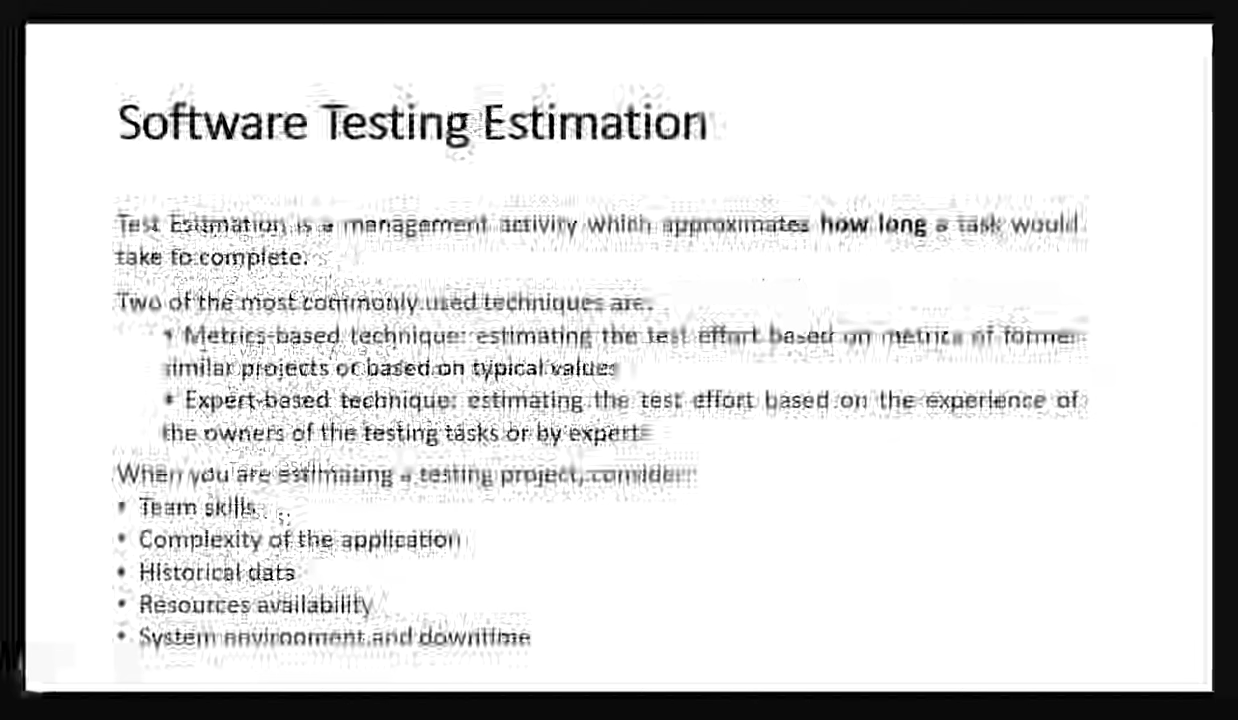 Software Testing Estimation
Test Estimation is a management activity which approximates how long a task would
take to complete.
Two of the most commonly used techniques are:
• Metrics-based technique: estimating the test effort based on metrics of former
similar projects or based on typical values
• Expert-based technique: estimating the test effort based on the experience of
the owners of the testing tasks or by experts
When you are estimating a testing project, consider:
• Team skills
• Complexity of the application
• Historical data
• Resources availability
• System environment and downtime